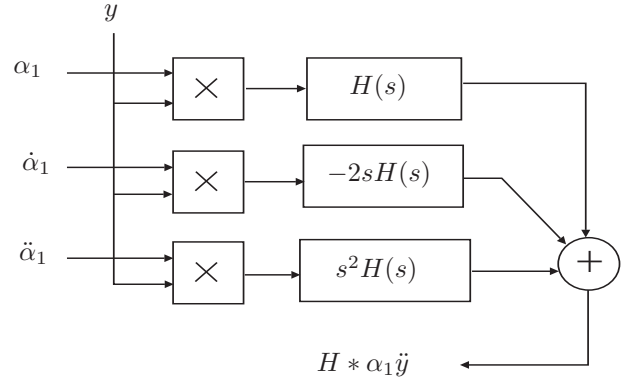 y
α₁ × H(s)
α̇₁ × −2sH(s)
α̈₁ × s²H(s)
+
H ∗ α₁ÿ